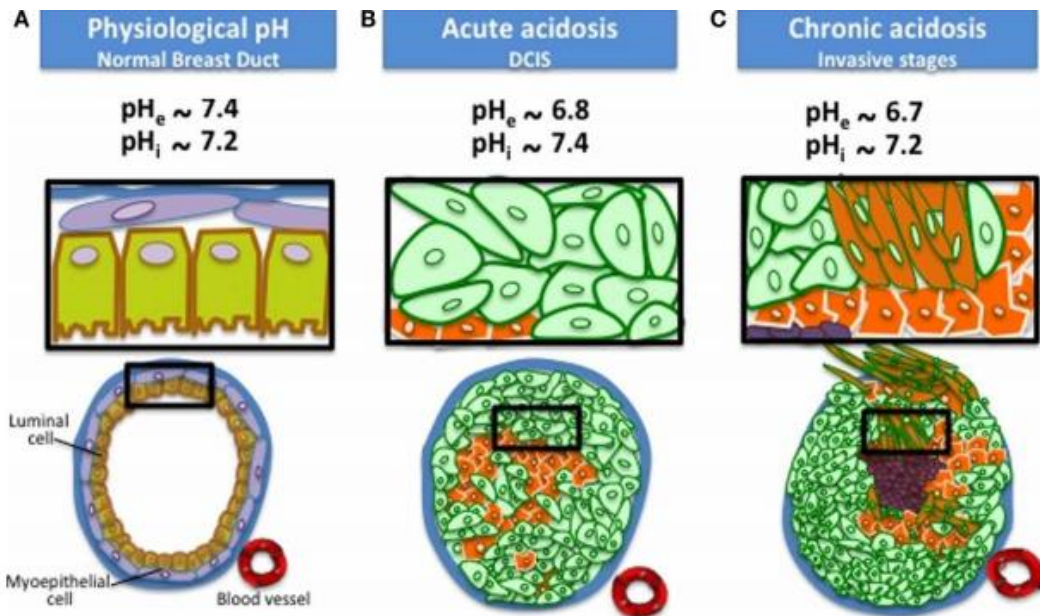 A
Physiological pH
Normal Breast Duct
pHe ~ 7.4
pHi ~ 7.2
Luminal
cell
Myoepithelial
cell
Blood vessel
B
Acute acidosis
DCIS
pHe ~ 6.8
pHi ~ 7.4
C
Chronic acidosis
Invasive stages
pHe ~ 6.7
pHi ~ 7.2